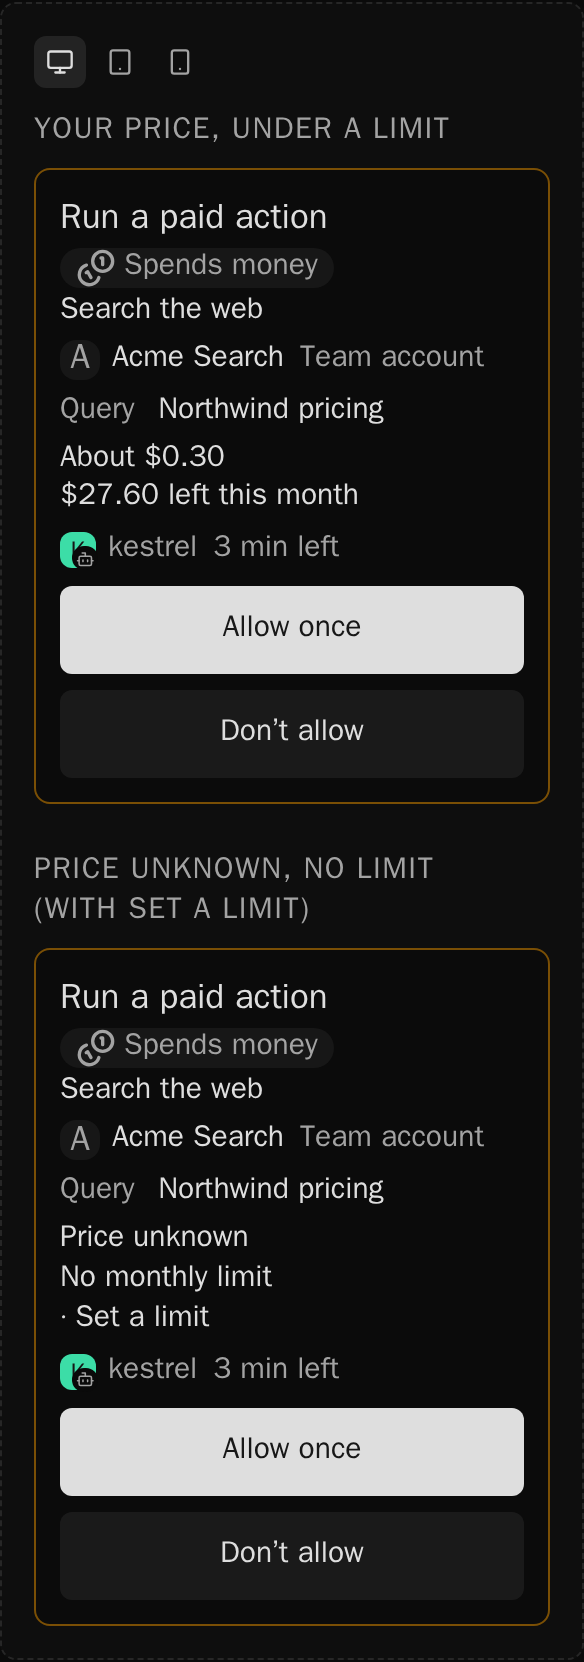 YOUR PRICE, UNDER A LIMIT
Run a paid action
Spends money
Search the web
A Acme Search Team account
Query Northwind pricing
About $0.30
$27.60 left this month
kestrel 3 min left
Allow once
Don’t allow
PRICE UNKNOWN, NO LIMIT
(WITH SET A LIMIT)
Run a paid action
Spends money
Search the web
A Acme Search Team account
Query Northwind pricing
Price unknown
No monthly limit
· Set a limit
kestrel 3 min left
Allow once
Don’t allow